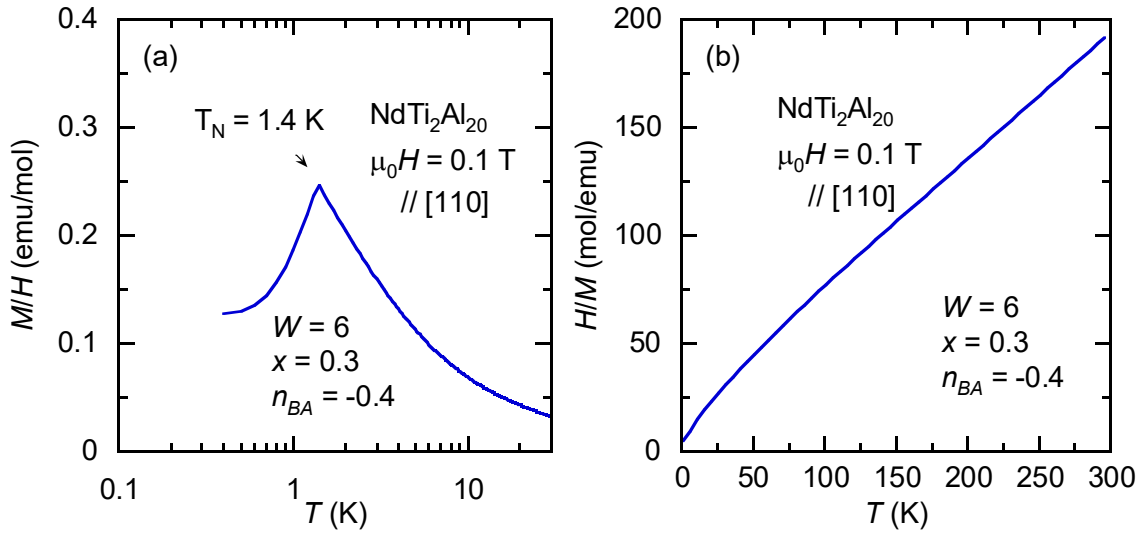 0.4
0.3
0.2
0.1
0
M/H (emu/mol)
(a)
T_N = 1.4 K
NdTi₂Al₂₀
μ₀H = 0.1 T
// [110]
W = 6
x = 0.3
n_BA = -0.4
0.1
1
10
T (K)
200
150
100
50
0
H/M (mol/emu)
(b)
NdTi₂Al₂₀
μ₀H = 0.1 T
// [110]
W = 6
x = 0.3
n_BA = -0.4
0
50
100
150
200
250
300
T (K)